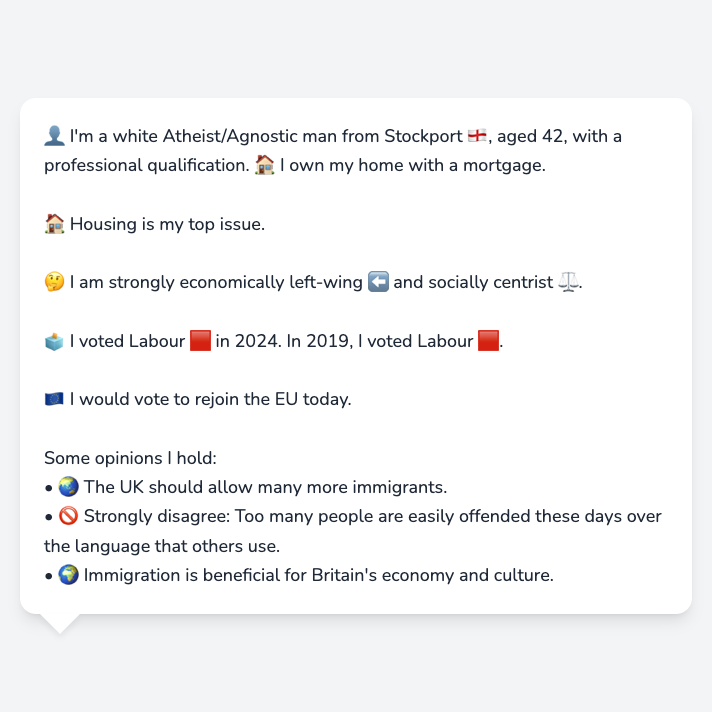 👤 I'm a white Atheist/Agnostic man from Stockport 🏴󠁧󠁢󠁥󠁮󠁧󠁿, aged 42, with a
professional qualification. 🏠 I own my home with a mortgage.
🏠 Housing is my top issue.
🤔 I am strongly economically left-wing ⬅️ and socially centrist ⚖️.
🗳️ I voted Labour 🟥 in 2024. In 2019, I voted Labour 🟥.
🇪🇺 I would vote to rejoin the EU today.
Some opinions I hold:
• 🌏 The UK should allow many more immigrants.
• 🚫 Strongly disagree: Too many people are easily offended these days over
the language that others use.
• 🌍 Immigration is beneficial for Britain's economy and culture.